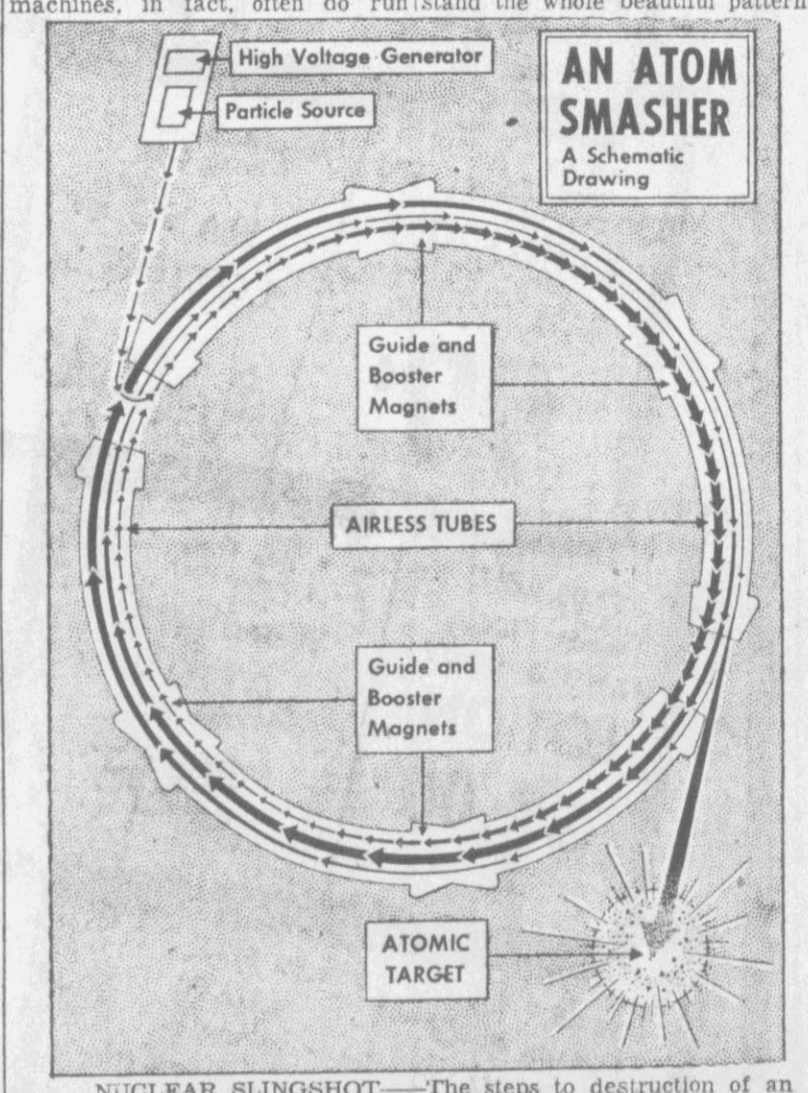 machines, in fact, often do run stand the whole beautiful pattern
High Voltage Generator
Particle Source
AN ATOM
SMASHER
A Schematic
Drawing
Guide and
Booster
Magnets
AIRLESS TUBES
Guide and
Booster
Magnets
ATOMIC
TARGET
NUCLEAR SLINGSHOT—The steps to destruction of an